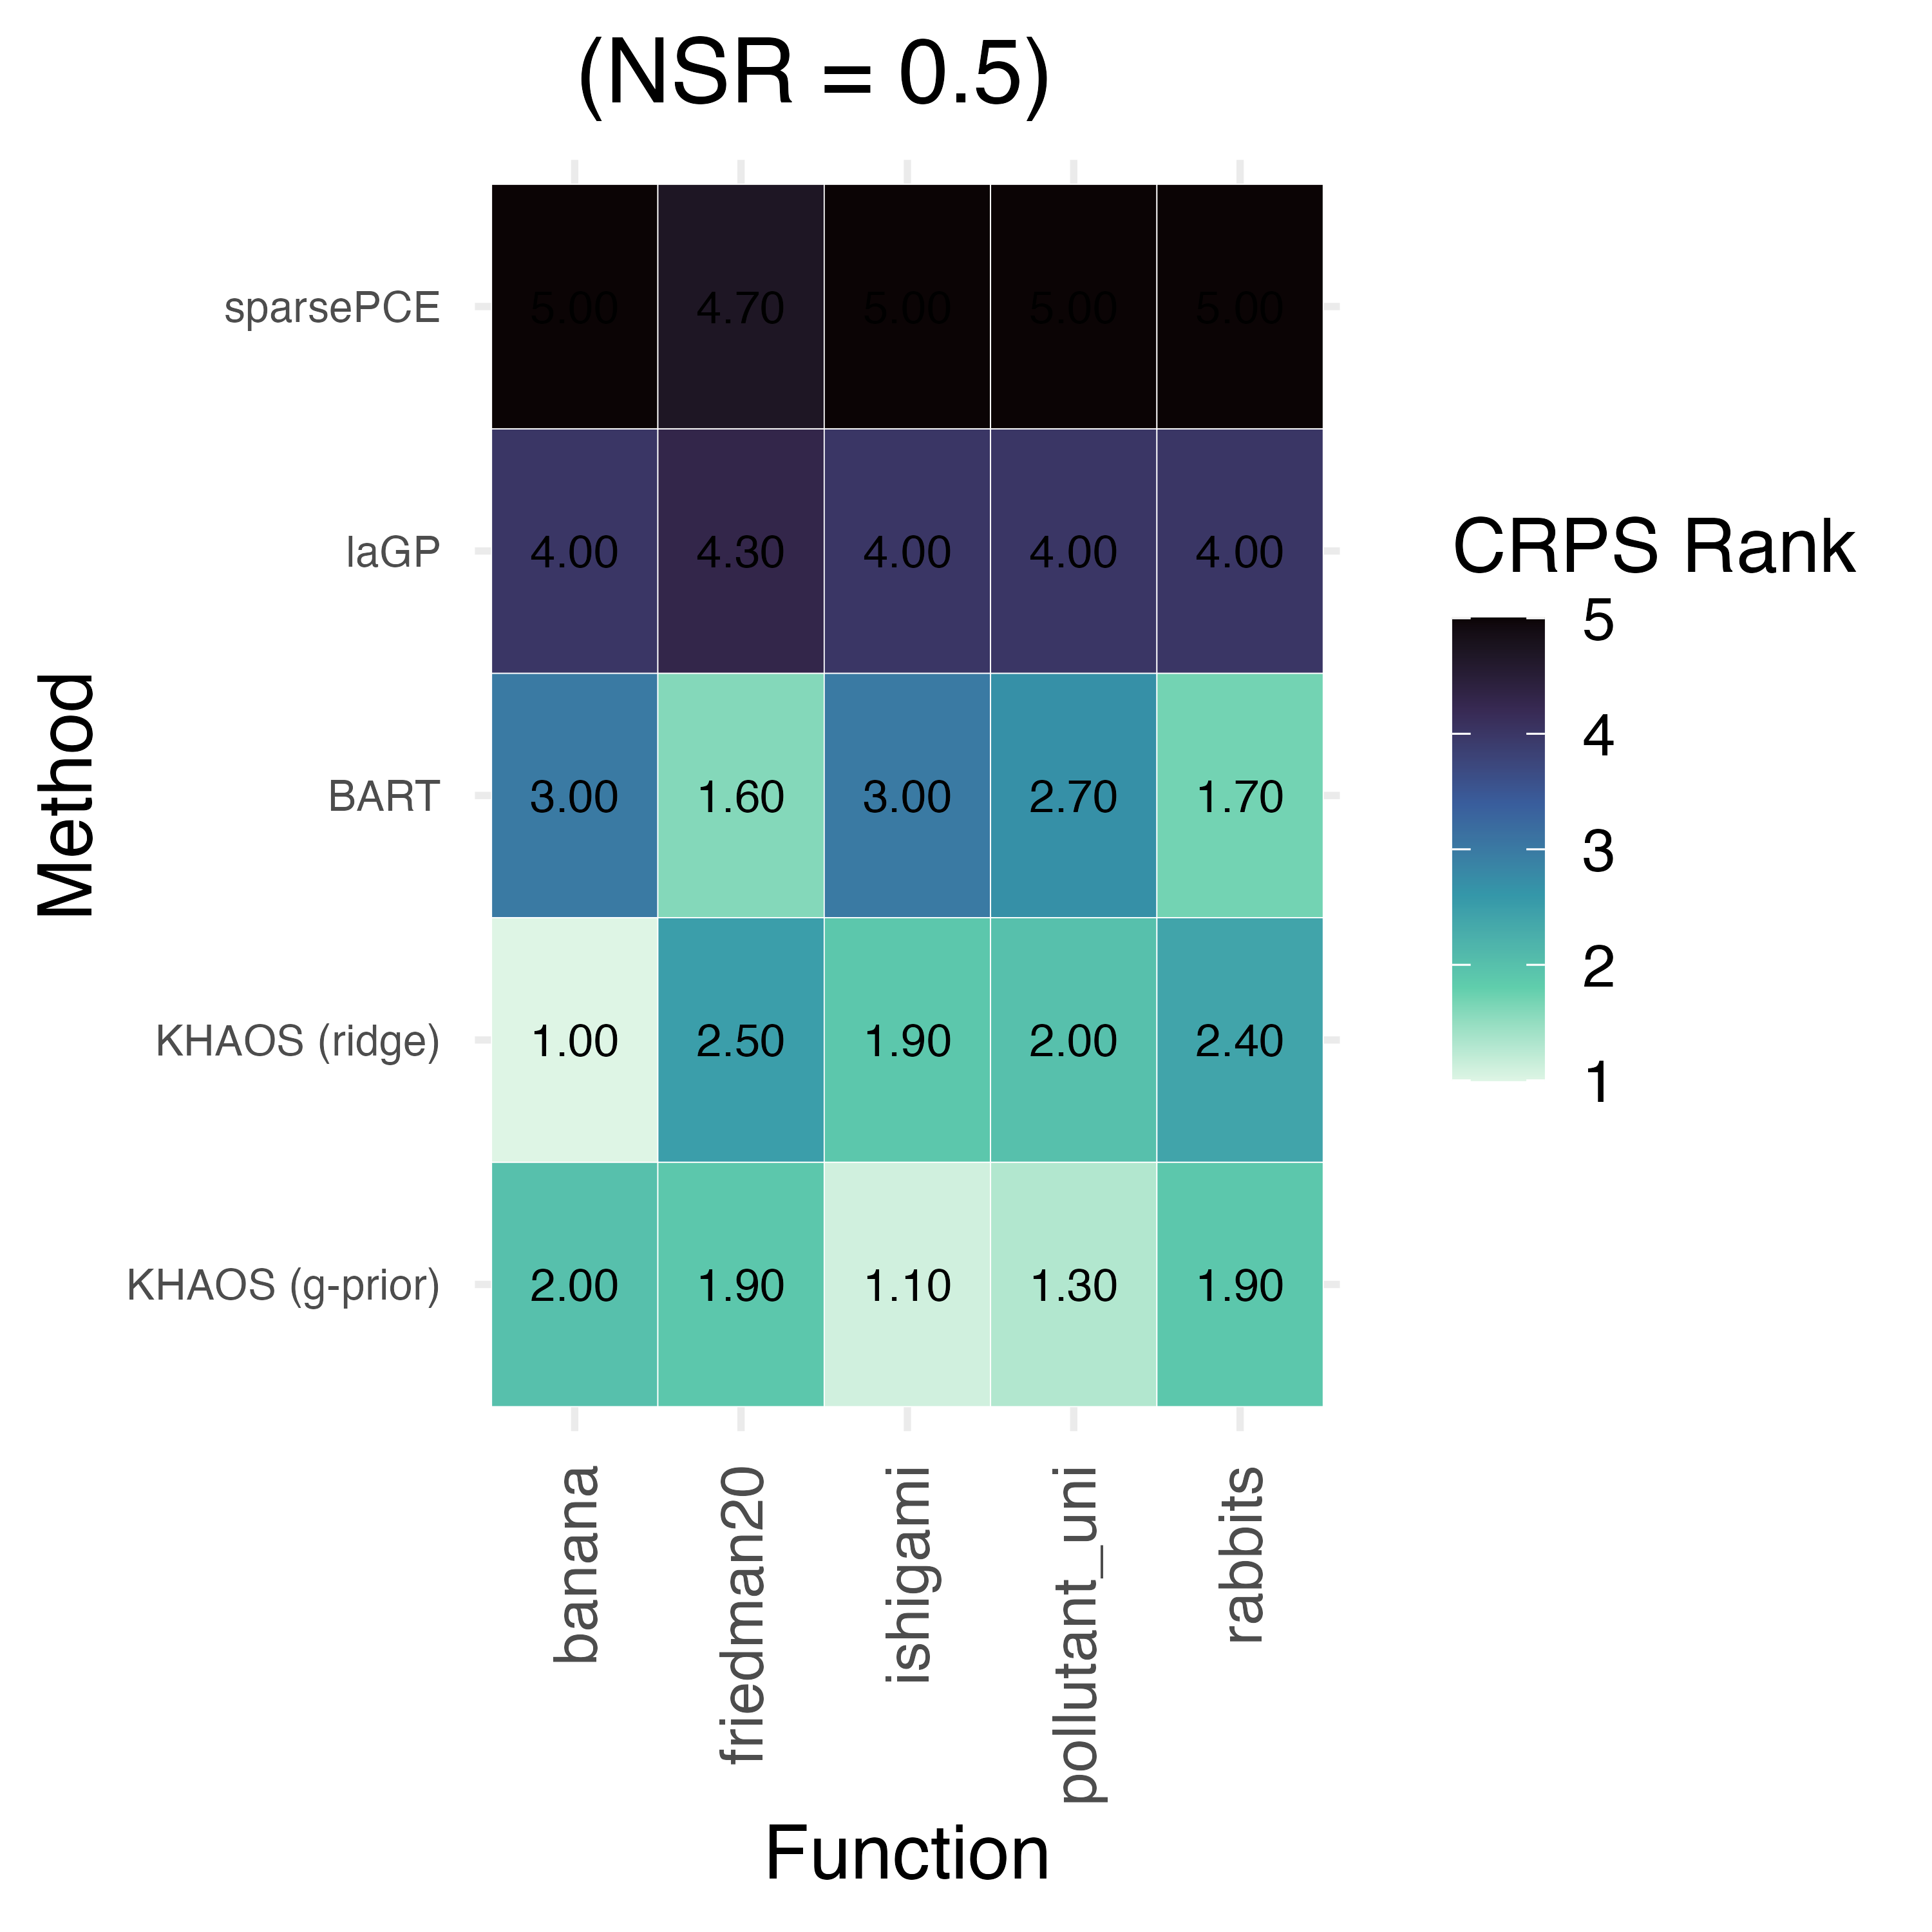 (NSR = 0.5)
Method
sparsePCE 5.00 4.70 5.00 5.00 5.00
laGP 4.00 4.30 4.00 4.00 4.00
BART 3.00 1.60 3.00 2.70 1.70
KHAOS (ridge) 1.00 2.50 1.90 2.00 2.40
KHAOS (g-prior) 2.00 1.90 1.10 1.30 1.90
banana friedman20 ishigami pollutant_uni rabbits
Function
CRPS Rank
5
4
3
2
1